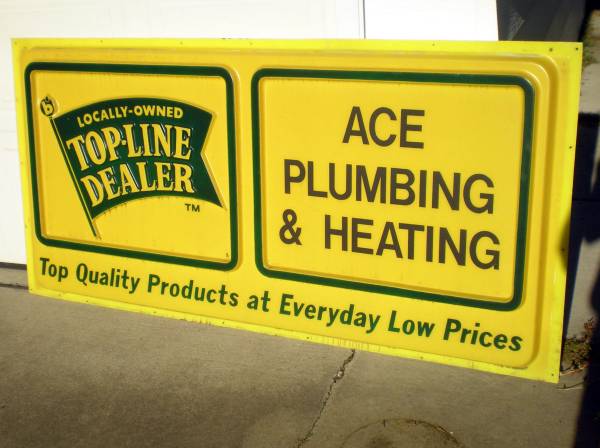 LOCALLY-OWNED
TOP-LINE
DEALER
TM
ACE
PLUMBING
& HEATING
Top Quality Products at Everyday Low Prices